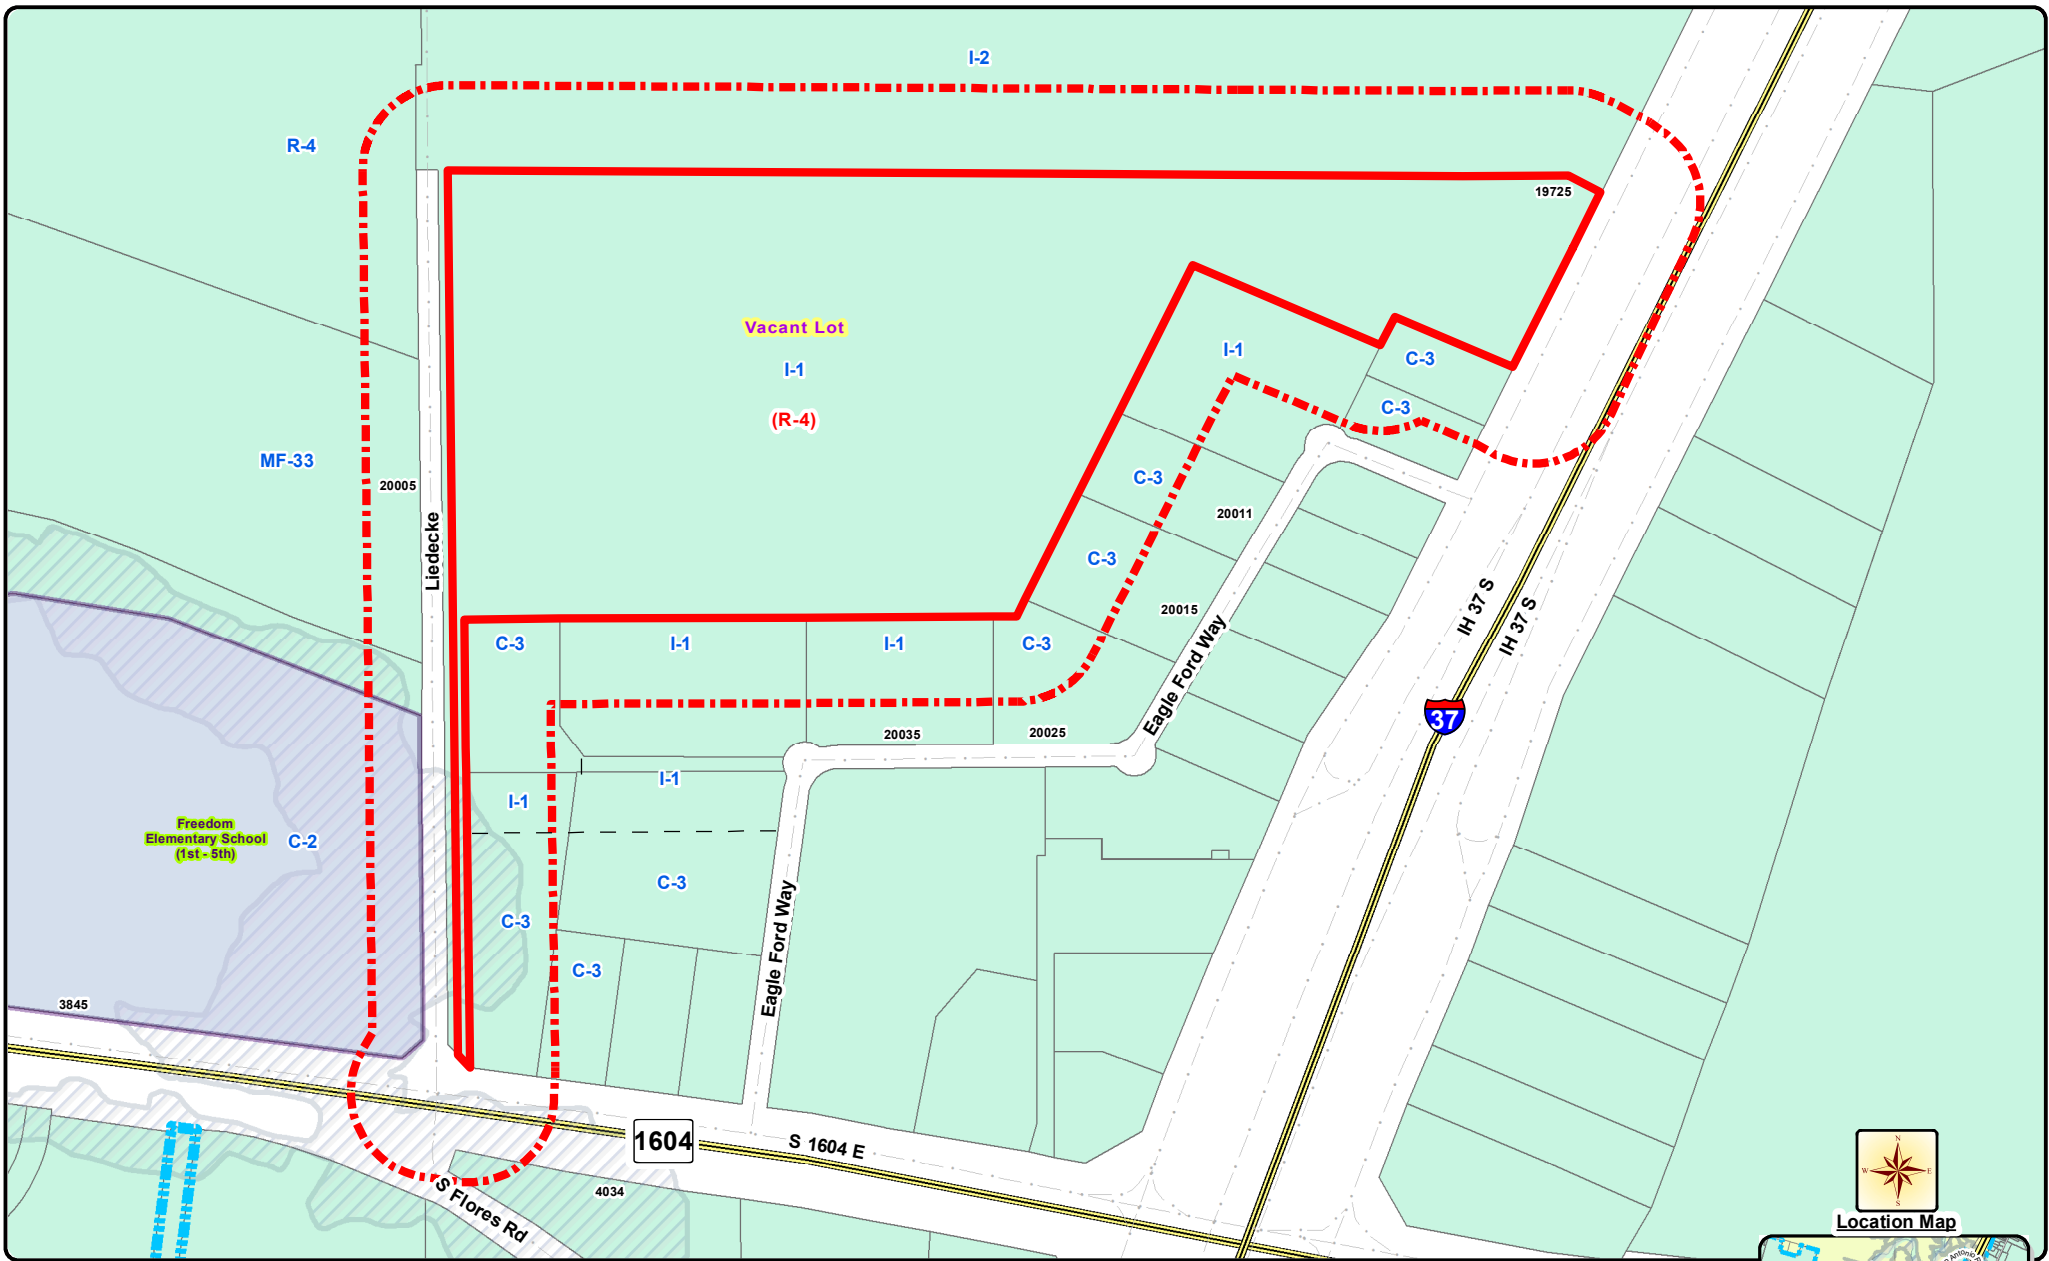 I-2
R-4
19725
Vacant Lot
I-1
I-1
C-3
(R-4)
C-3
MF-33
20005
C-3
20011
Liedecke
C-3
20015
IH 37 S
IH 37 S
C-3
I-1
I-1
C-3
Eagle Ford Way
37
20035
20025
I-1
I-1
Freedom
Elementary School
(1st - 5th)
C-2
C-3
C-3
Eagle Ford Way
C-3
3845
1604
S 1604 E
N
W
E
S
4034
S Flores Rd
Location Map
Antonio